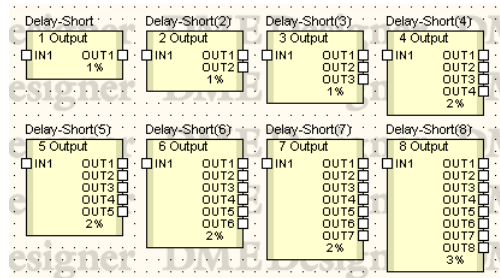 Delay-Short
1 Output
IN1 OUT1
1%
Delay-Short(2)
2 Output
IN1 OUT1
OUT2
1%
Delay-Short(3)
3 Output
IN1 OUT1
OUT2
OUT3
1%
Delay-Short(4)
4 Output
IN1 OUT1
OUT2
OUT3
OUT4
2%
Delay-Short(5)
5 Output
IN1 OUT1
OUT2
OUT3
OUT4
OUT5
2%
Delay-Short(6)
6 Output
IN1 OUT1
OUT2
OUT3
OUT4
OUT5
OUT6
2%
Delay-Short(7)
7 Output
IN1 OUT1
OUT2
OUT3
OUT4
OUT5
OUT6
OUT7
2%
Delay-Short(8)
8 Output
IN1 OUT1
OUT2
OUT3
OUT4
OUT5
OUT6
OUT7
OUT8
3%
esigner DME Designer